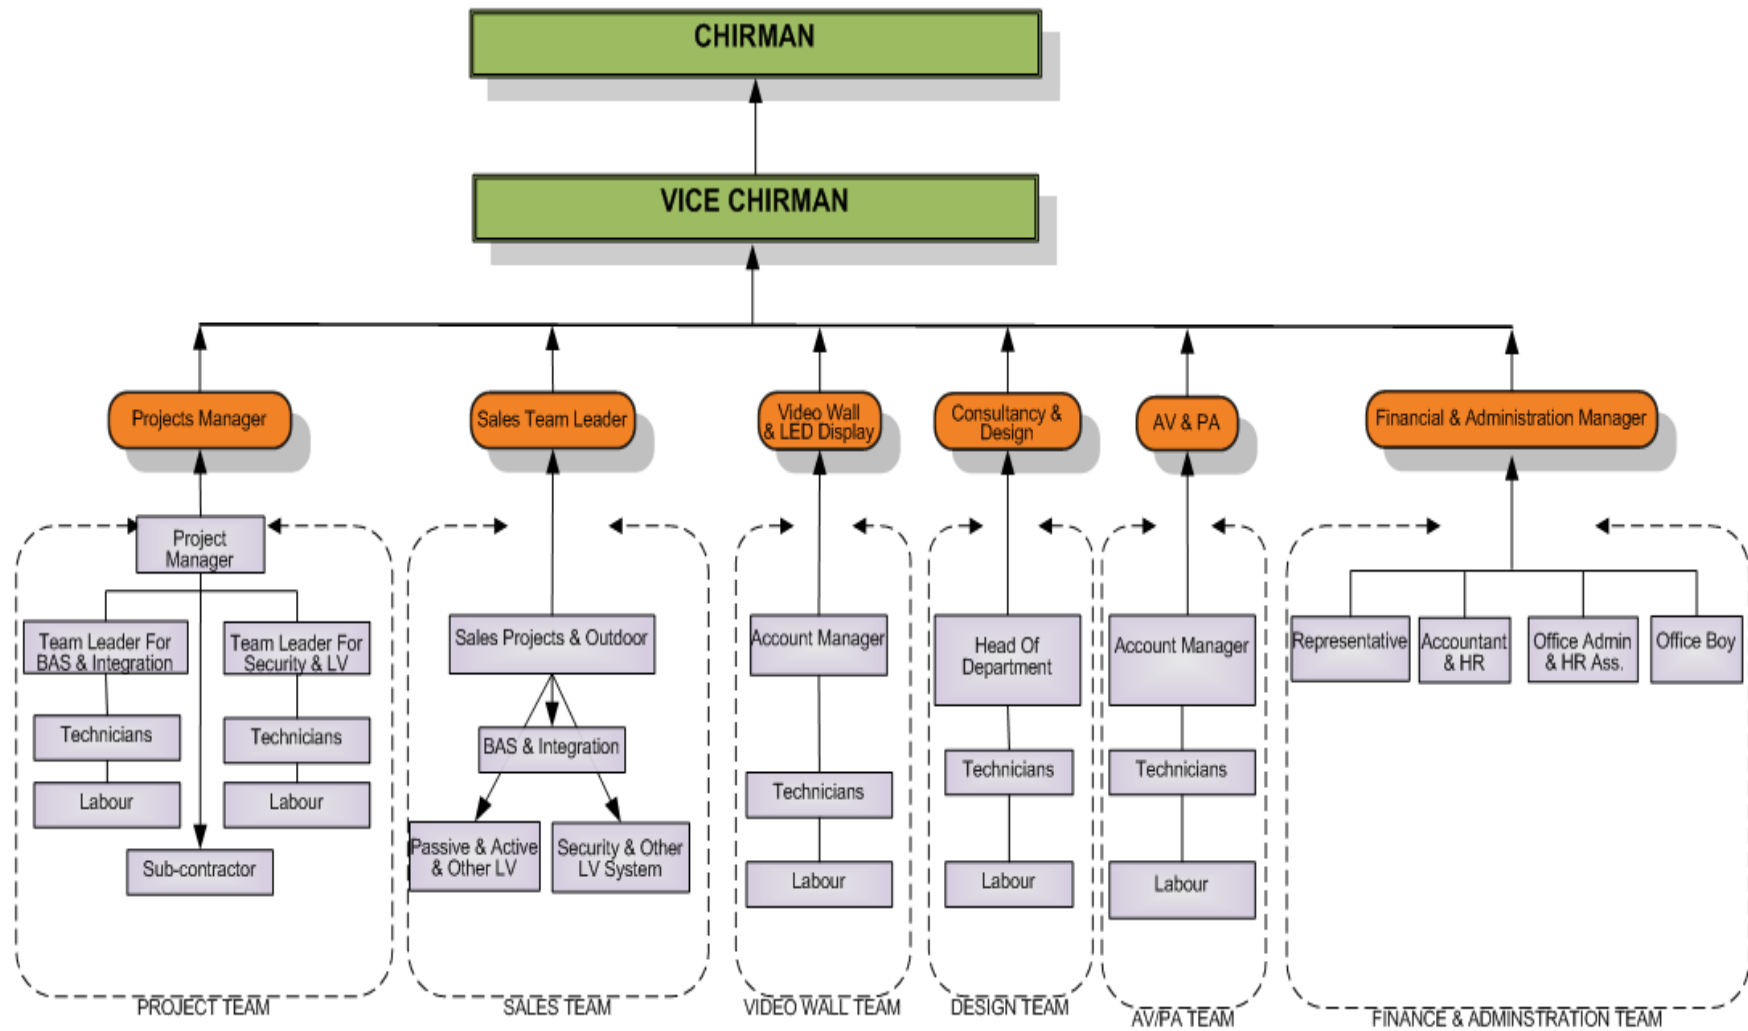 CHIRMAN
VICE CHIRMAN
Projects Manager
Sales Team Leader
Video Wall
& LED Display
Consultancy &
Design
AV & PA
Financial & Administration Manager
Project
Manager
Team Leader For
BAS & Integration
Team Leader For
Security & LV
Technicians
Technicians
Labour
Labour
Sub-contractor
PROJECT TEAM
Sales Projects & Outdoor
BAS & Integration
Passive & Active
& Other LV
Security & Other
LV System
SALES TEAM
Account Manager
Technicians
Labour
VIDEO WALL TEAM
Head Of
Department
Technicians
Labour
DESIGN TEAM
Account Manager
Technicians
Labour
AV/PA TEAM
Representative
Accountant
& HR
Office Admin
& HR Ass.
Office Boy
FINANCE & ADMINSTRATION TEAM